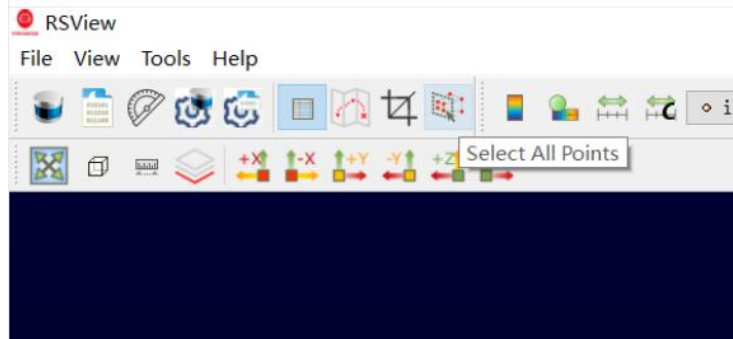 RSView
File View Tools Help
i
Select All Points
+X -X +Y -Y +Z